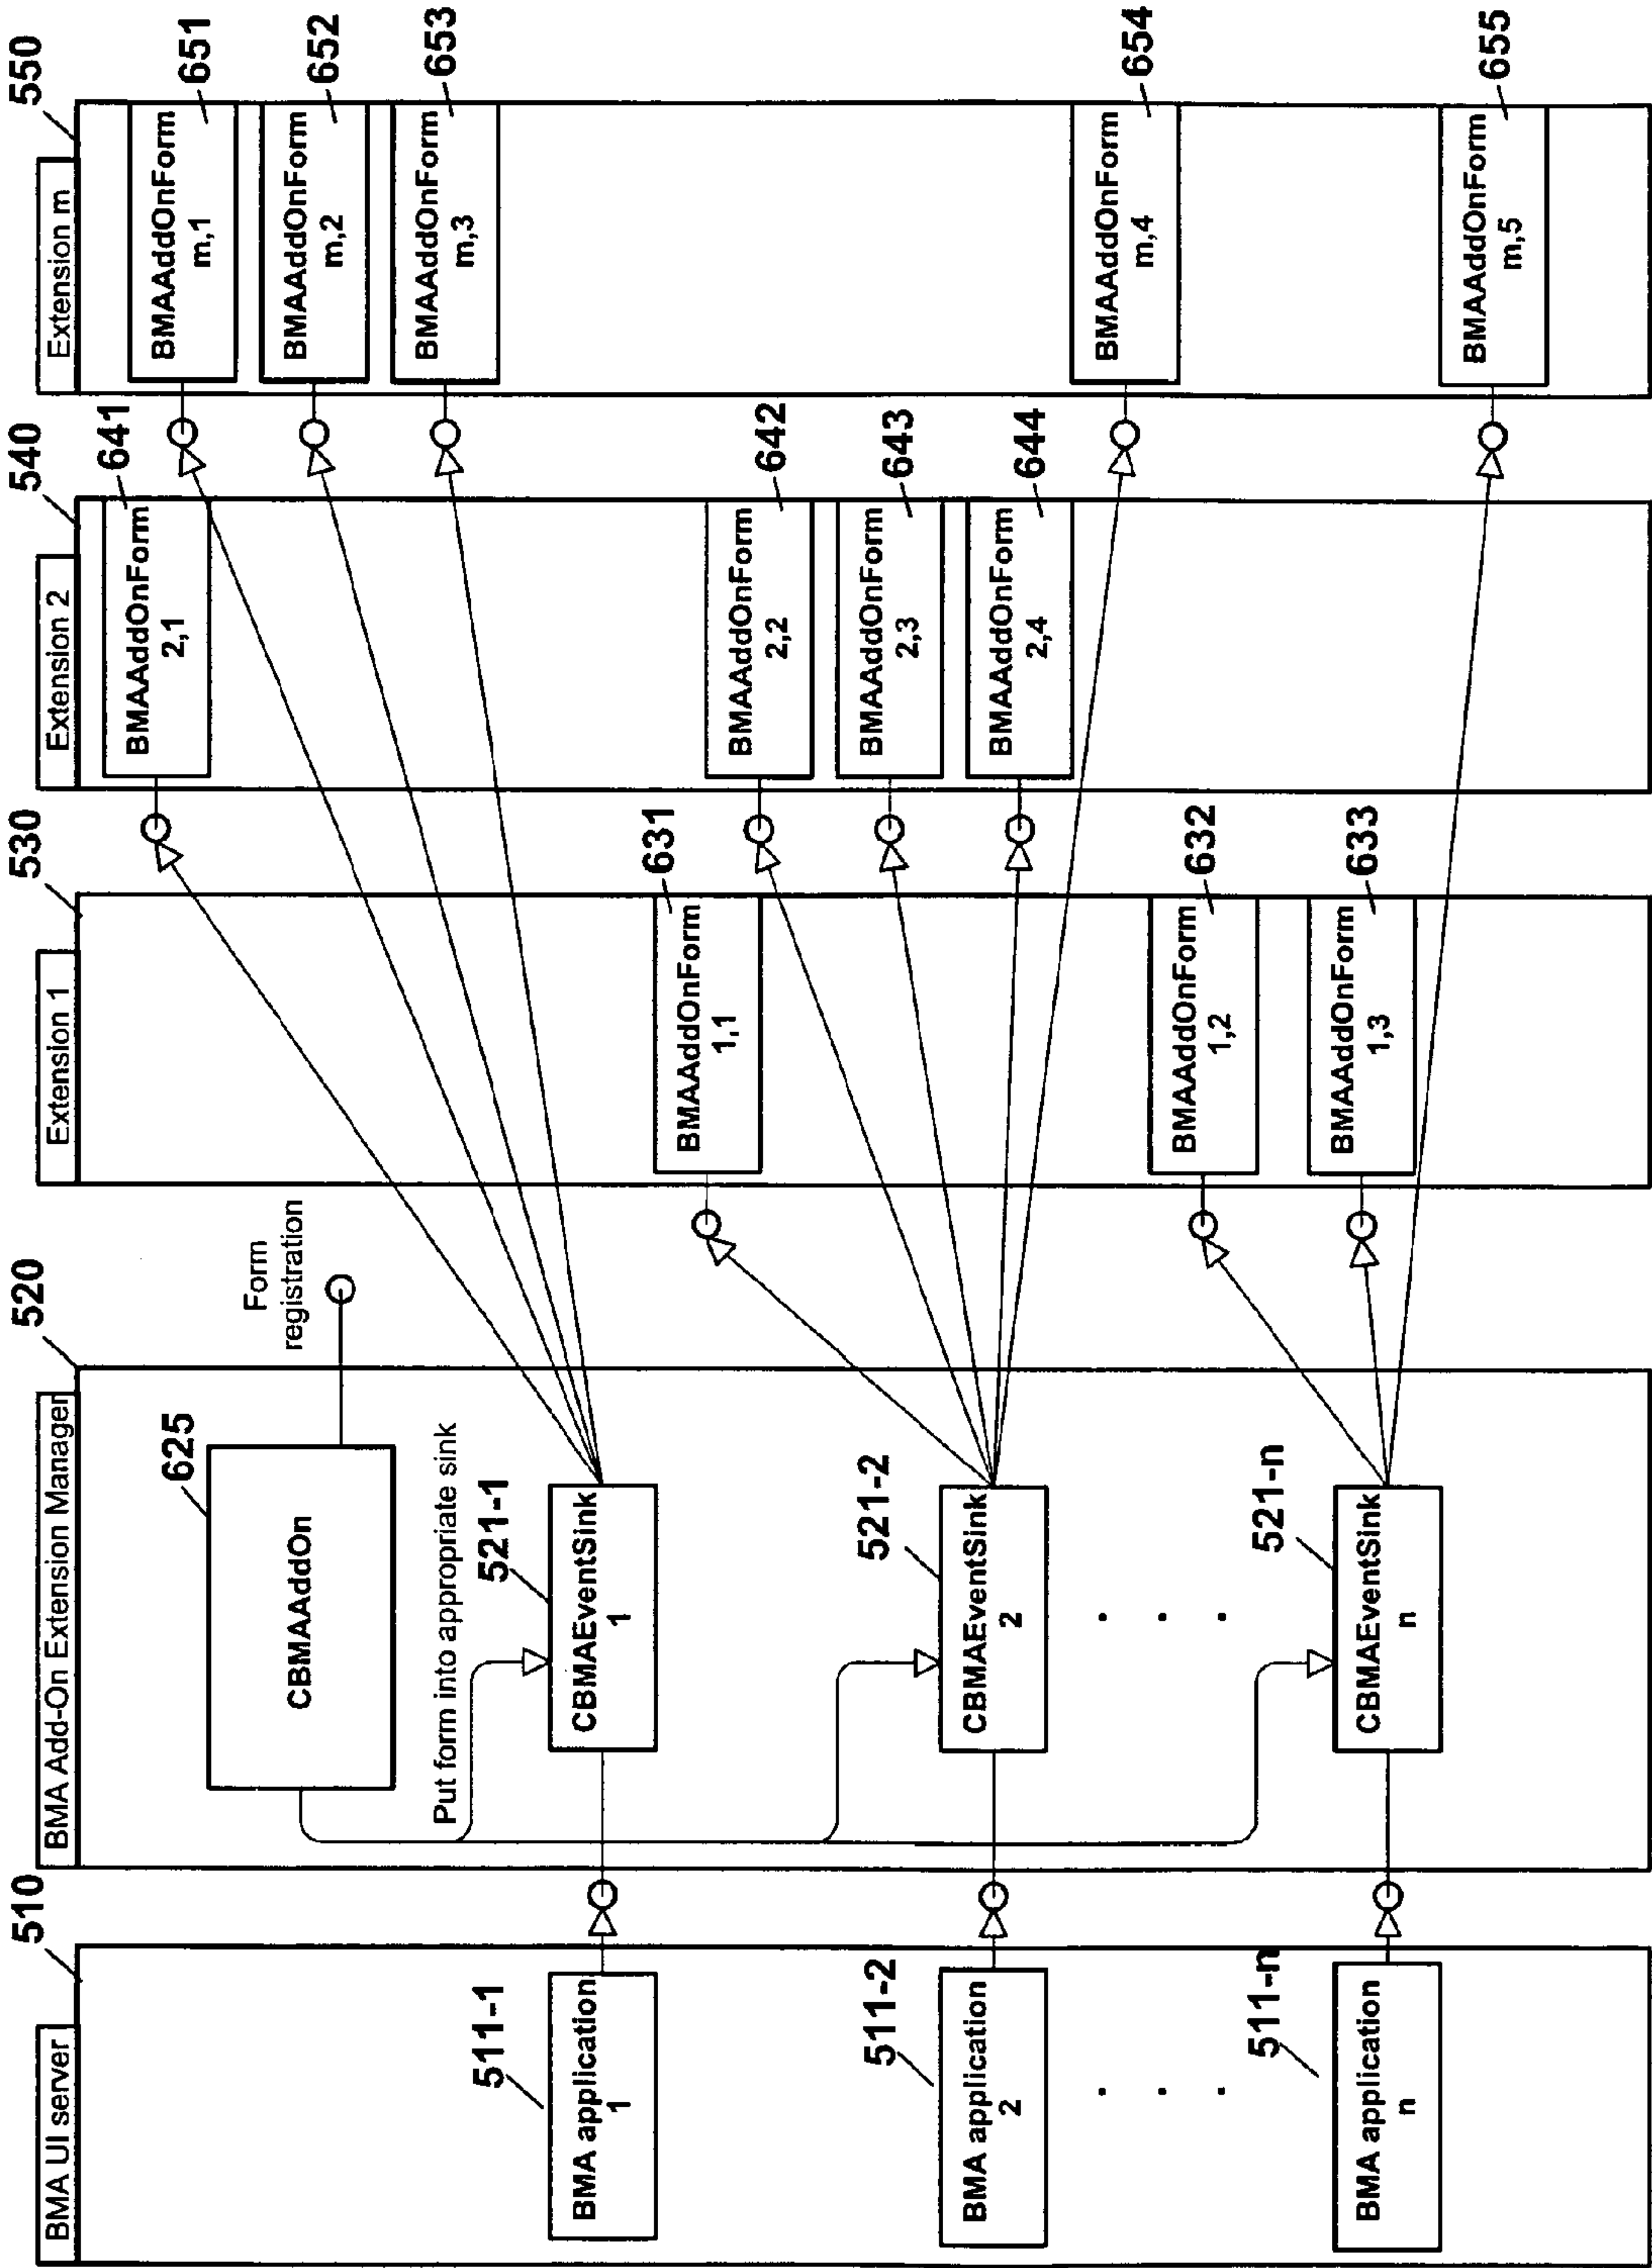 510
BMA UI server
511-1
BMA application
1
511-2
BMA application
2
. . .
511-n
BMA application
n
520
BMA Add-On Extension Manager
625
CBMAAddOn
Form
registration
Put form into appropriate sink
521-1
CBMAEventSink
1
521-2
CBMAEventSink
2
. . .
521-n
CBMAEventSink
n
530
Extension 1
631
BMAAddOnForm
1,1
632
BMAAddOnForm
1,2
633
BMAAddOnForm
1,3
540
Extension 2
641
BMAAddOnForm
2,1
642
BMAAddOnForm
2,2
643
BMAAddOnForm
2,3
644
BMAAddOnForm
2,4
550
Extension m
651
BMAAddOnForm
m,1
652
BMAAddOnForm
m,2
653
BMAAddOnForm
m,3
654
BMAAddOnForm
m,4
655
BMAAddOnForm
m,5